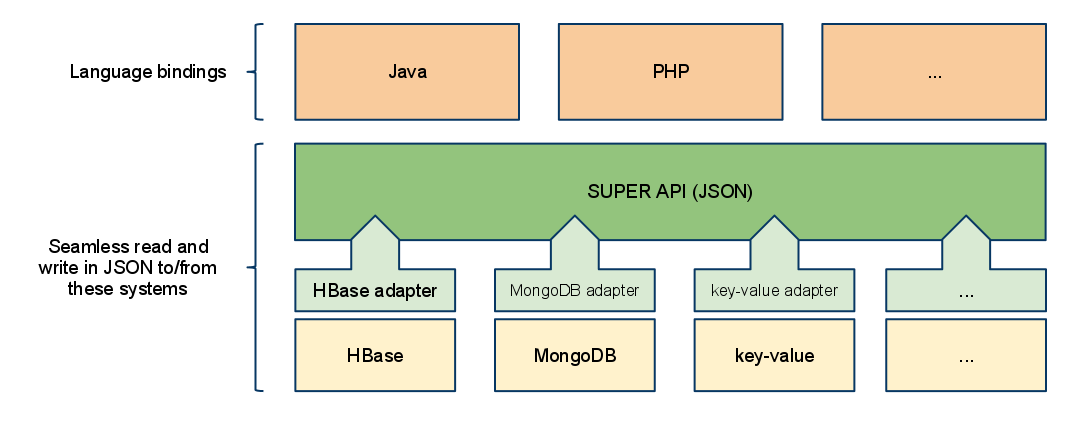 Language bindings
Java
PHP
...
SUPER API (JSON)
Seamless read and
write in JSON to/from
these systems
HBase adapter
MongoDB adapter
key-value adapter
...
HBase
MongoDB
key-value
...